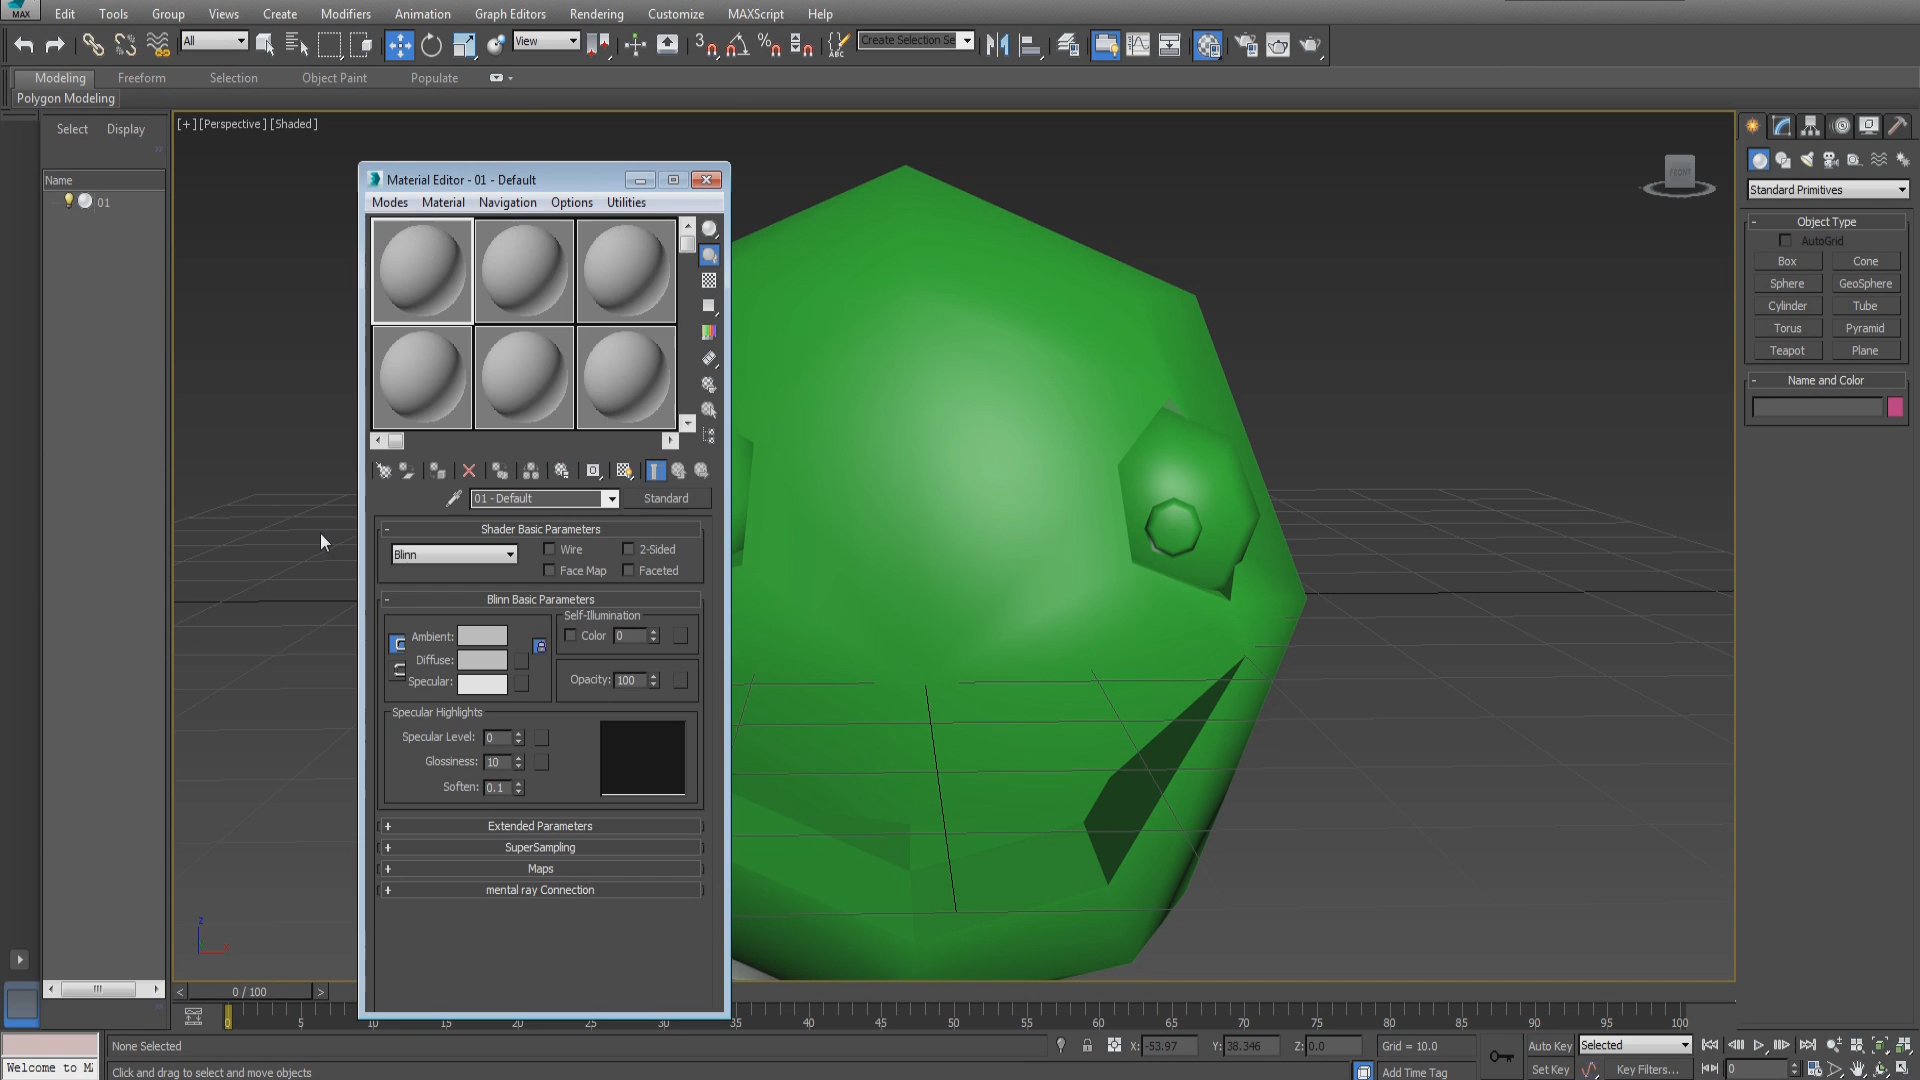 MAX Edit Tools Group Views Create Modifiers Animation Graph Editors Rendering Customize MAXScript Help
All View 3 % ABC Create Selection Se
Modeling Freeform Selection Object Paint Populate
Polygon Modeling
Select Display
Name
01
[+] [Perspective] [Shaded]
Material Editor - 01 - Default
Modes Material Navigation Options Utilities
01 - Default Standard
- Shader Basic Parameters
Blinn Wire 2-Sided
Face Map Faceted
- Blinn Basic Parameters
Self-Illumination
Ambient: Color 0
Diffuse:
Specular: Opacity: 100
Specular Highlights
Specular Level: 0
Glossiness: 10
Soften: 0.1
+ Extended Parameters
+ SuperSampling
+ Maps
+ mental ray Connection
FRONT
Standard Primitives
- Object Type
AutoGrid
Box Cone
Sphere GeoSphere
Cylinder Tube
Torus Pyramid
Teapot Plane
- Name and Color
z
x
< 0 / 100 >
0 5 10 15 20 25 30 35 40 45 50 55 60 65 70 75 80 85 90 95 100
None Selected X: -53.97 Y: 38.346 Z: 0.0 Grid = 10.0 Auto Key Selected
Welcome to M
Click and drag to select and move objects Add Time Tag Set Key Key Filters... 0